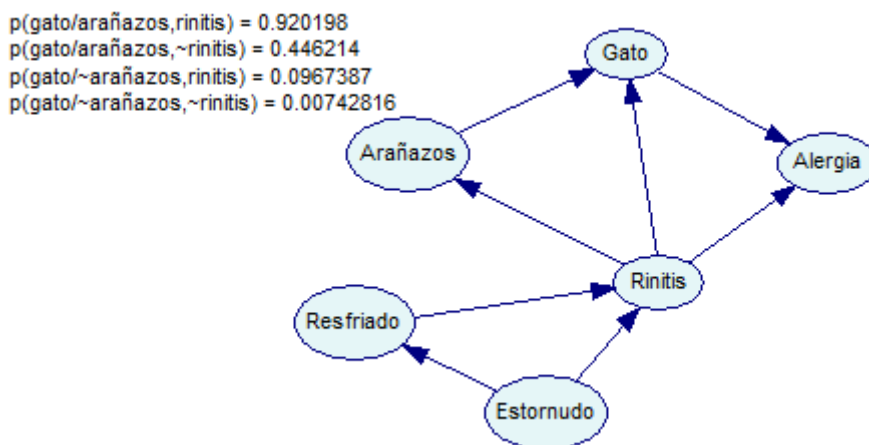 p(gato/arañazos,rinitis) = 0.920198
p(gato/arañazos,~rinitis) = 0.446214
p(gato/~arañazos,rinitis) = 0.0967387
p(gato/~arañazos,~rinitis) = 0.00742816
Gato
Arañazos
Alergia
Rinitis
Resfriado
Estornudo